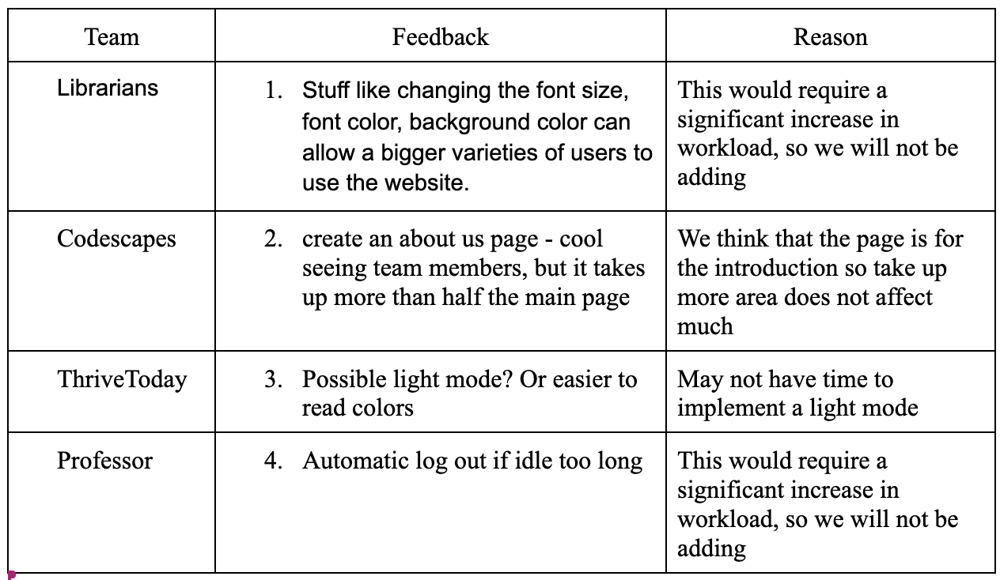 Team Feedback Reason
Librarians
1. Stuff like changing the font size,
font color, background color can
allow a bigger varieties of users to
use the website.
This would require a
significant increase in
workload, so we will not be
adding
Codescapes
2. create an about us page - cool
seeing team members, but it takes
up more than half the main page
We think that the page is for
the introduction so take up
more area does not affect
much
ThriveToday
3. Possible light mode? Or easier to
read colors
May not have time to
implement a light mode
Professor
4. Automatic log out if idle too long
This would require a
significant increase in
workload, so we will not be
adding